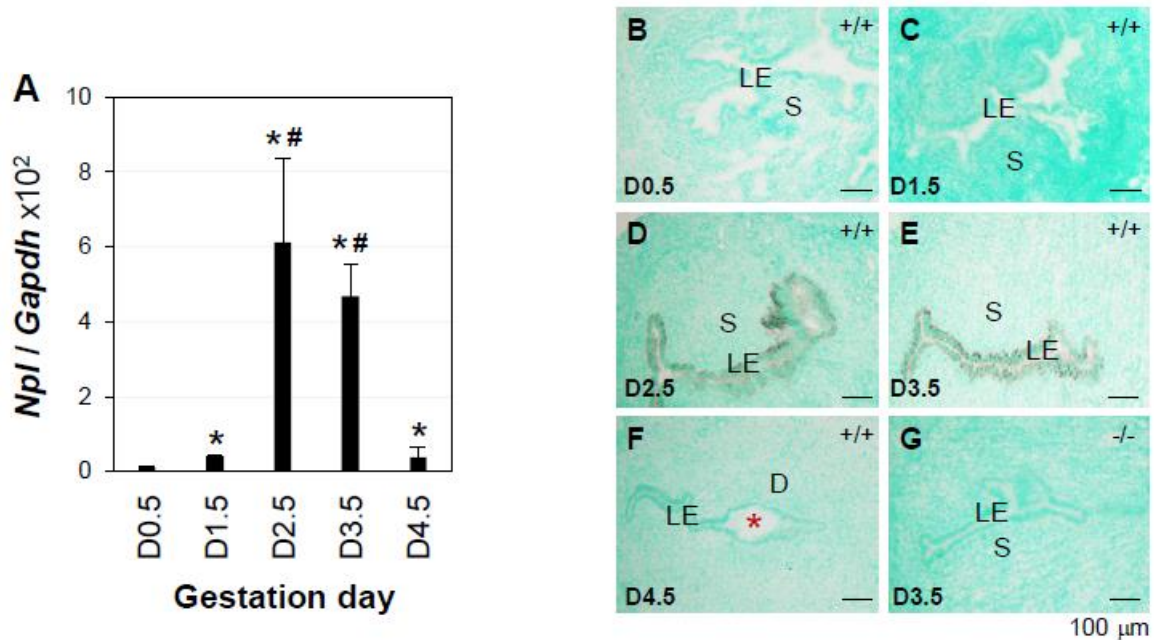 A
10
8
6
4
2
0
* #
* #
*
*
Npl / Gapdh x10²
D0.5
D1.5
D2.5
D3.5
D4.5
Gestation day
B
+/+
LE
S
D0.5
C
+/+
LE
S
D1.5
D
+/+
S
LE
D2.5
E
+/+
S
LE
D3.5
F
+/+
D
LE
*
D4.5
G
-/-
LE
S
D3.5
100 μm